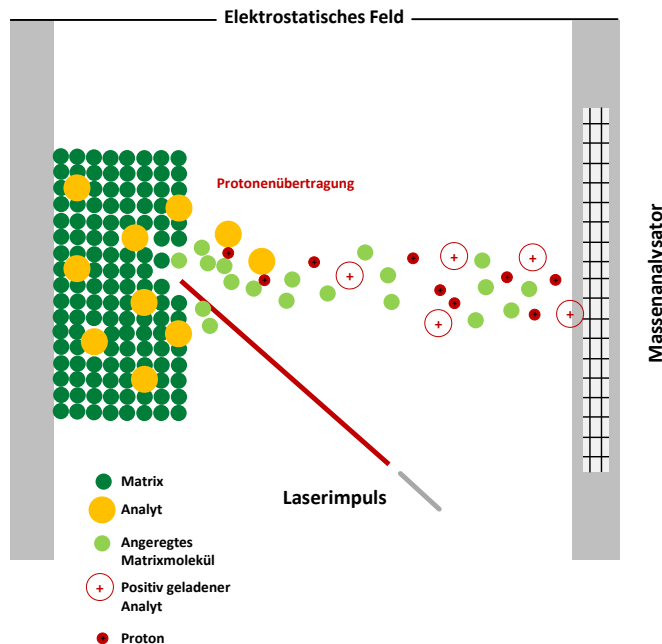 Elektrostatisches Feld
Protonenübertragung
Massenanalysator
Laserimpuls
Matrix
Analyt
Angeregtes
Matrixmolekül
Positiv geladener
Analyt
Proton